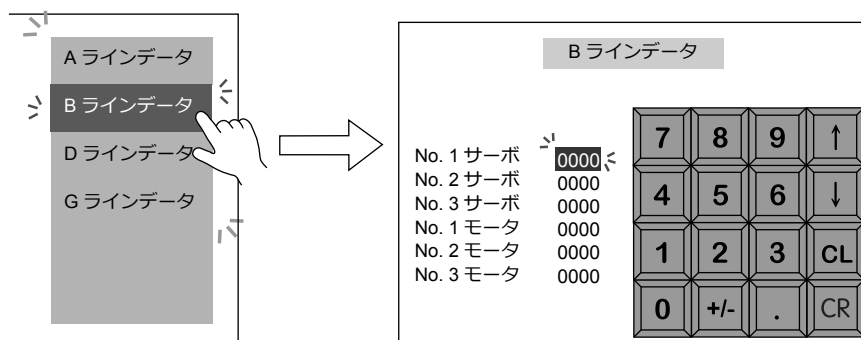 A ラインデータ
B ラインデータ
D ラインデータ
G ラインデータ
B ラインデータ
No. 1 サーボ 0000
No. 2 サーボ 0000
No. 3 サーボ 0000
No. 1 モータ 0000
No. 2 モータ 0000
No. 3 モータ 0000
7 8 9 ↑
4 5 6 ↓
1 2 3 CL
0 +/- . CR